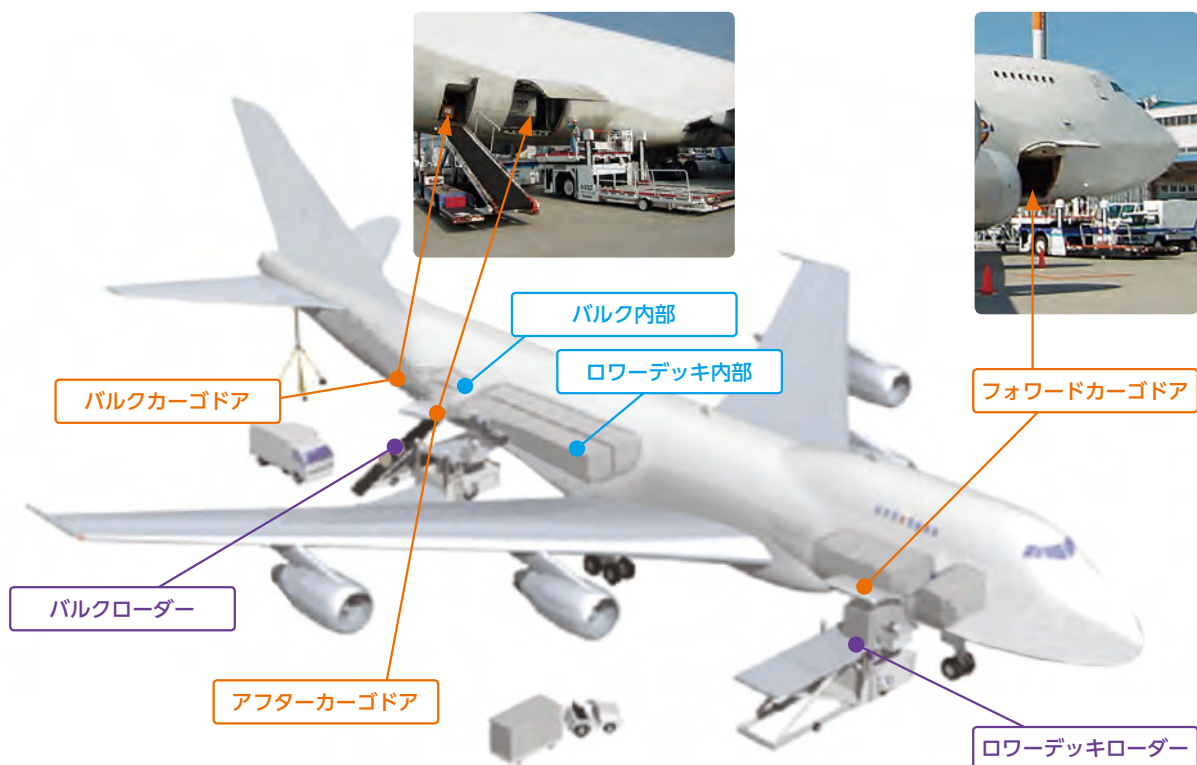 バルク内部
ロワーデッキ内部
バルクカーゴドア
フォワードカーゴドア
バルクローダー
アフターカーゴドア
ロワーデッキローダー